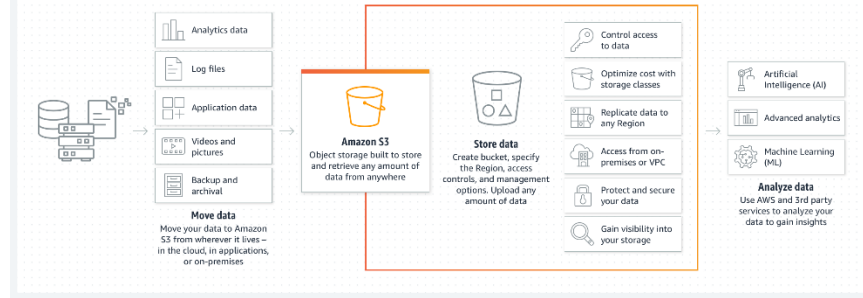 Analytics data
Log files
Application data
Videos and
pictures
Backup and
archival
Move data
Move your data to Amazon
S3 from wherever it lives –
in the cloud, in applications,
or on-premises
Amazon S3
Object storage built to store
and retrieve any amount of
data from anywhere
Store data
Create bucket, specify
the Region, access
controls, and management
options. Upload any
amount of data
Control access
to data
Optimize cost with
storage classes
Replicate data to
any Region
Access from on-
premises or VPC
Protect and secure
your data
Gain visibility into
your storage
Artificial
Intelligence (AI)
Advanced analytics
Machine Learning
(ML)
Analyze data
Use AWS and 3rd party
services to analyze your
data to gain insights